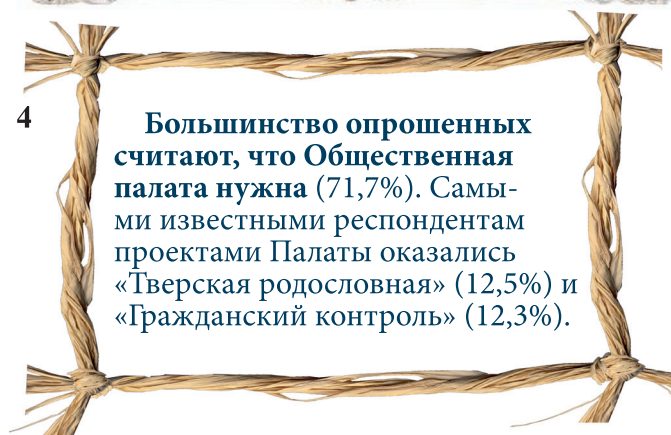 4
Большинство опрошенных
считают, что Общественная
палата нужна (71,7%). Самы-
ми известными респондентам
проектами Палаты оказались
«Тверская родословная» (12,5%) и
«Гражданский контроль» (12,3%).